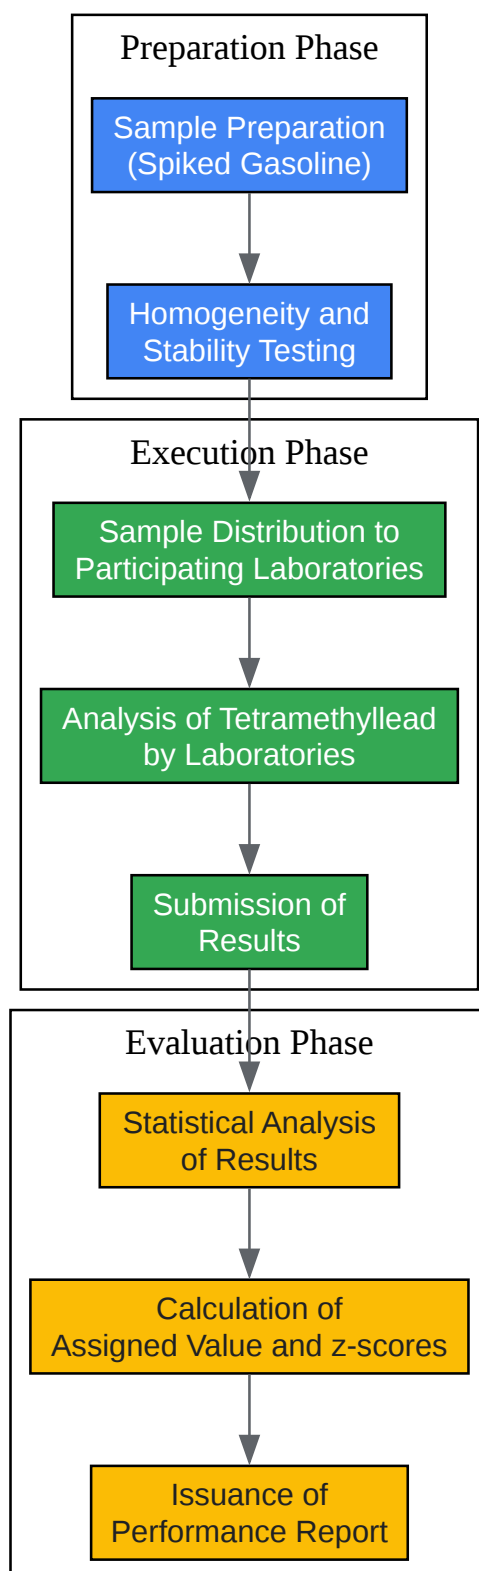 Preparation Phase
Sample Preparation
(Spiked Gasoline)
Homogeneity and
Stability Testing
Execution Phase
Sample Distribution to
Participating Laboratories
Analysis of Tetramethyllead
by Laboratories
Submission of
Results
Evaluation Phase
Statistical Analysis
of Results
Calculation of
Assigned Value and z-scores
Issuance of
Performance Report